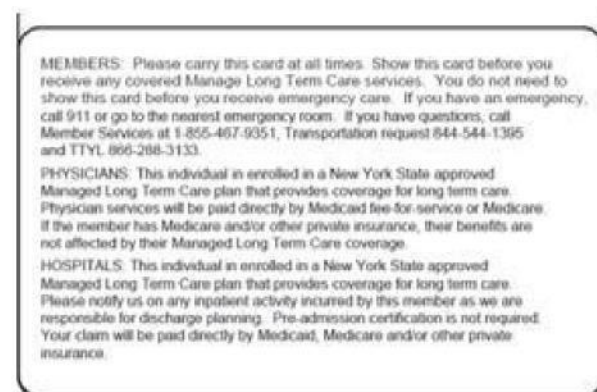 MEMBERS: Please carry this card at all times. Show this card before you
receive any covered Manage Long Term Care services. You do not need to
show this card before you receive emergency care. If you have an emergency,
call 911 or go to the nearest emergency room. If you have questions, call
Member Services at 1-855-467-9351, Transportation request 844-544-1395
and TTYL 866-288-3133.
PHYSICIANS: This individual in enrolled in a New York State approved
Managed Long Term Care plan that provides coverage for long term care.
Physician services will be paid directly by Medicaid fee-for-service or Medicare.
If the member has Medicare and/or other private insurance, their benefits are
not affected by their Managed Long Term Care coverage.
HOSPITALS: This individual in enrolled in a New York State approved
Managed Long Term Care plan that provides coverage for long term care.
Please notify us on any inpatient activity incurred by this member as we are
responsible for discharge planning. Pre-admission certification is not required.
Your claim will be paid directly by Medicaid, Medicare and/or other private
insurance.